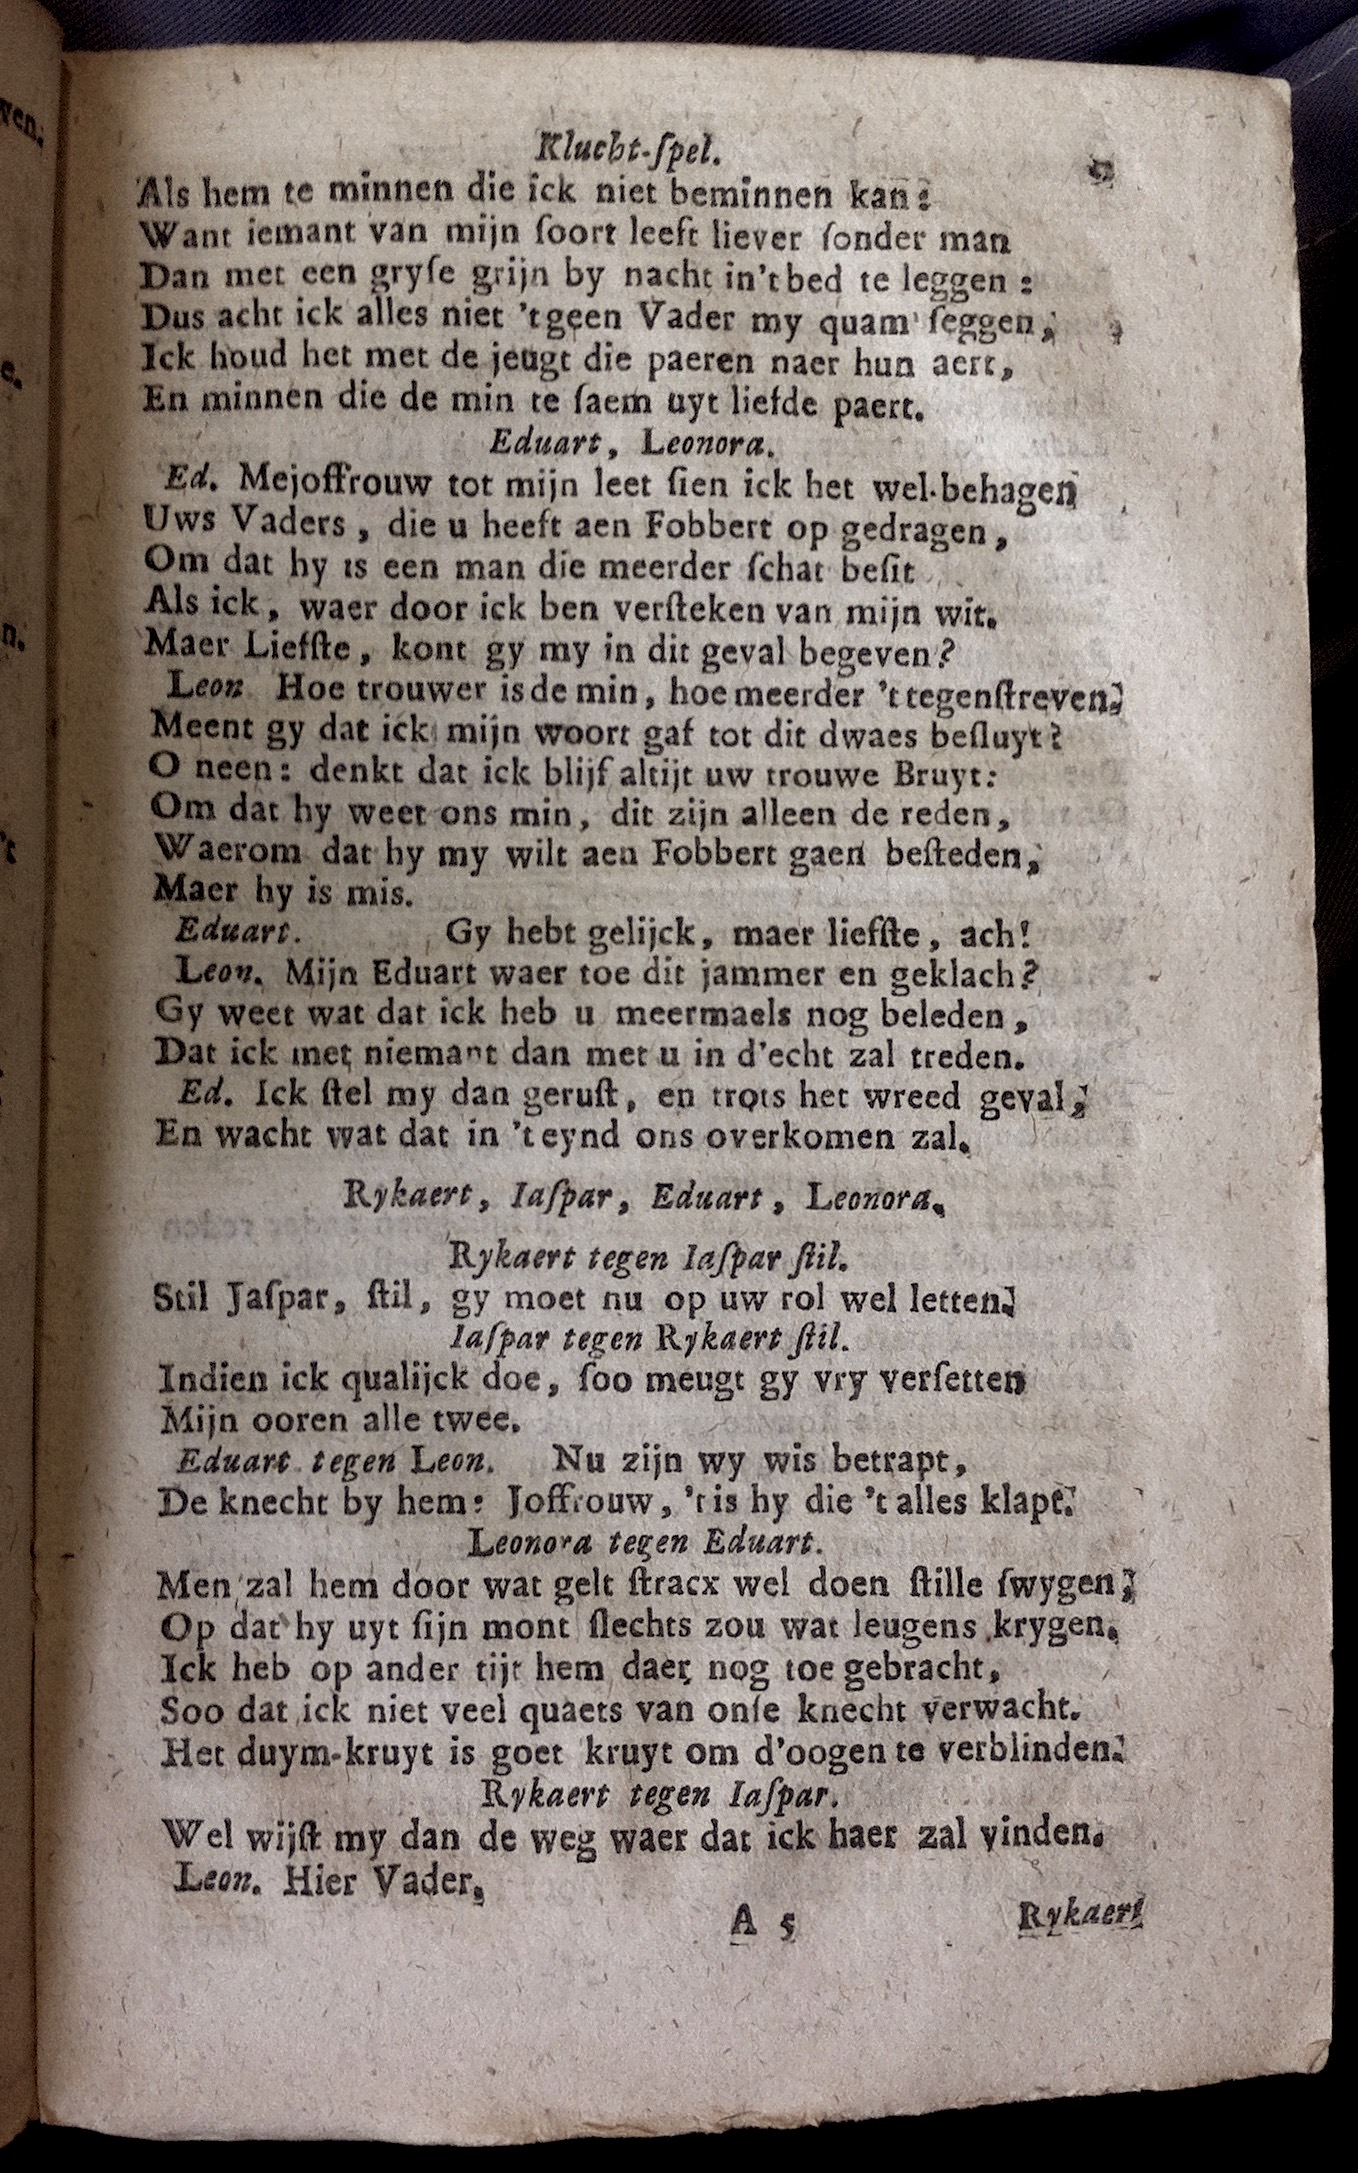 Klucht-ſpel.
Als hem te minnen die ick niet beminnen kan:
Want iemant van mijn ſoort leeft liever ſonder man
Dan met een gryſe grijn by nacht in't bed te leggen:
Dus acht ick alles niet 't geen Vader my quam ſeggen,
Ick houd het met de jeugt die paeren naer hun aert,
En minnen die de min te ſaem uyt liefde paert.
Eduart, Leonora.
Ed. Mejoffrouw tot mijn leet ſien ick het wel-behagen
Uws Vaders, die u heeft aen Fobbert op gedragen,
Om dat hy is een man die meerder ſchat beſit
Als ick, waer door ick ben verſteken van mijn wit.
Maer Liefſte, kont gy my in dit geval begeven?
Leon Hoe trouwer is de min, hoe meerder 't tegenſtreven.
Meent gy dat ick mijn woort gaf tot dit dwaes beſluyt?
O neen: denkt dat ick blijf altijt uw trouwe Bruyt:
Om dat hy weet ons min, dit zijn alleen de reden,
Waerom dat hy my wilt aen Fobbert gaen beſteden,
Maer hy is mis.
Eduart. Gy hebt gelijck, maer liefſte, ach!
Leon. Mijn Eduart waer toe dit jammer en geklach?
Gy weet wat dat ick heb u meermaels nog beleden,
Dat ick met niemant dan met u in d'echt zal treden.
Ed. Ick ſtel my dan geruſt, en trots het wreed geval,
En wacht wat dat in 't eynd ons overkomen zal.
Rykaert, Iaſpar, Eduart, Leonora.
Rykaert tegen Iaſpar ſtil.
Stil Jaſpar, ſtil, gy moet nu op uw rol wel letten.
Iaſpar tegen Rykaert ſtil.
Indien ick qualijck doe, ſoo meugt gy vry verſetten
Mijn ooren alle twee.
Eduart tegen Leon. Nu zijn wy wis betrapt,
De knecht by hem: Joffrouw, 't is hy die 't alles klapt.
Leonora tegen Eduart.
Men zal hem door wat gelt ſtracx wel doen ſtille ſwygen,
Op dat hy uyt ſijn mont ſlechts zou wat leugens krygen.
Ick heb op ander tijt hem daer nog toe gebracht,
Soo dat ick niet veel quaets van onſe knecht verwacht.
Het duym-kruyt is goet kruyt om d'oogen te verblinden.
Rykaert tegen Iaſpar.
Wel wijſt my dan de weg waer dat ick haer zal vinden.
Leon. Hier Vader.
A 5 Rykaert